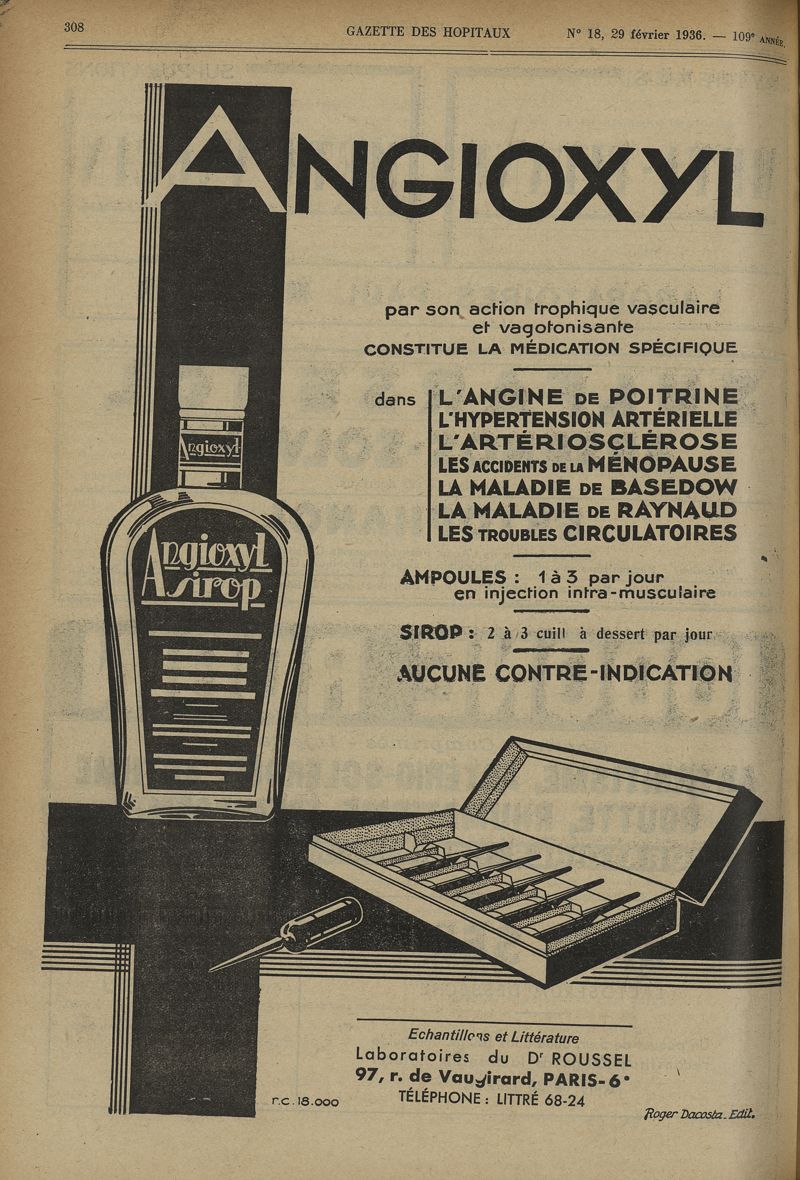 308
GAZETTE DES HOPITAUX
N° 18, 29 février 1936. — 109e ANNÉE.
ANGIOXYL
par son action trophique vasculaire
et vagotonisante
CONSTITUE LA MÉDICATION SPÉCIFIQUE
dans
L'ANGINE DE POITRINE
L'HYPERTENSION ARTÉRIELLE
L'ARTÉRIOSCLÉROSE
LES ACCIDENTS DE LA MÉNOPAUSE
LA MALADIE DE BASEDOW
LA MALADIE DE RAYNAUD
LES TROUBLES CIRCULATOIRES
Angioxyl
Angioxyl
sirop
AMPOULES : 1 à 3 par jour
en injection intra-musculaire
SIROP : 2 à 3 cuill à dessert par jour
AUCUNE CONTRE-INDICATION
Echantillons et Littérature
Laboratoires du Dr ROUSSEL
97, r. de Vaugirard, PARIS-6e
TÉLÉPHONE : LITTRÉ 68-24
r.c. 18.000
Roger Dacosta. Edit.